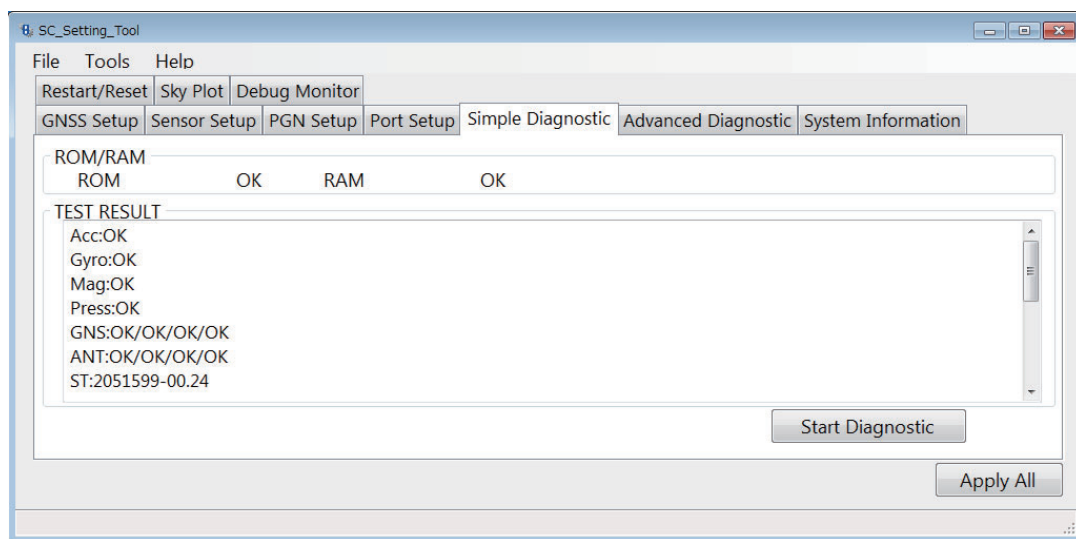 SC_Setting_Tool
File Tools Help
Restart/Reset Sky Plot Debug Monitor
GNSS Setup Sensor Setup PGN Setup Port Setup Simple Diagnostic Advanced Diagnostic System Information
ROM/RAM
ROM OK RAM OK
TEST RESULT
Acc:OK
Gyro:OK
Mag:OK
Press:OK
GNS:OK/OK/OK/OK
ANT:OK/OK/OK/OK
ST:2051599-00.24
Start Diagnostic
Apply All